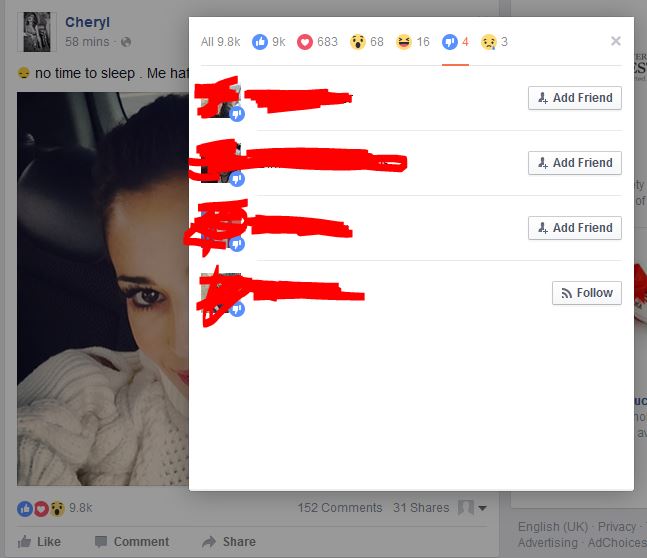 Cheryl
58 mins ·
no time to sleep . Me hat
All 9.8k 9k 683 68 16 4 3
Add Friend
Add Friend
Add Friend
Follow
9.8k 152 Comments 31 Shares
Like Comment Share
English (UK) · Privacy ·
Advertising · AdChoices